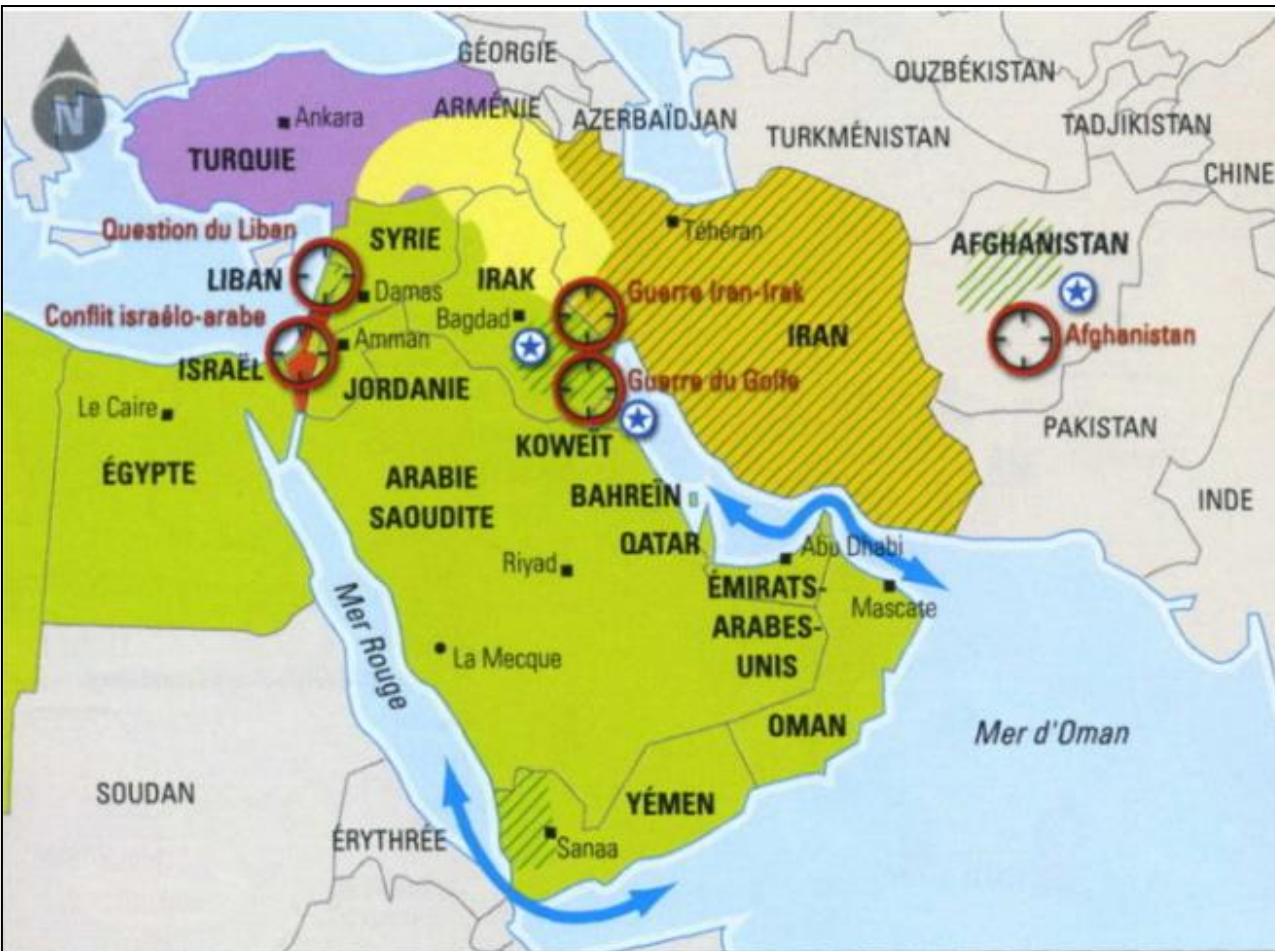 N
GÉORGIE
OUZBÉKISTAN
Ankara
ARMÉNIE
AZERBAÏDJAN
TURKMÉNISTAN
TADJIKISTAN
TURQUIE
CHINE
Question du Liban
SYRIE
Téhéran
AFGHANISTAN
LIBAN
Damas
IRAK
Guerre Iran-Irak
Conflit israélo-arabe
Bagdad
Amman
IRAN
Afghanistan
ISRAËL
JORDANIE
Guerre du Golfe
Le Caire
PAKISTAN
KOWEÏT
ÉGYPTE
ARABIE
SAOUDITE
BAHREÏN
INDE
QATAR
Abu Dhabi
Riyad
ÉMIRATS-
ARABES-
UNIS
Mascate
Mer Rouge
La Mecque
OMAN
Mer d'Oman
SOUDAN
YÉMEN
ÉRYTHRÉE
Sanaa